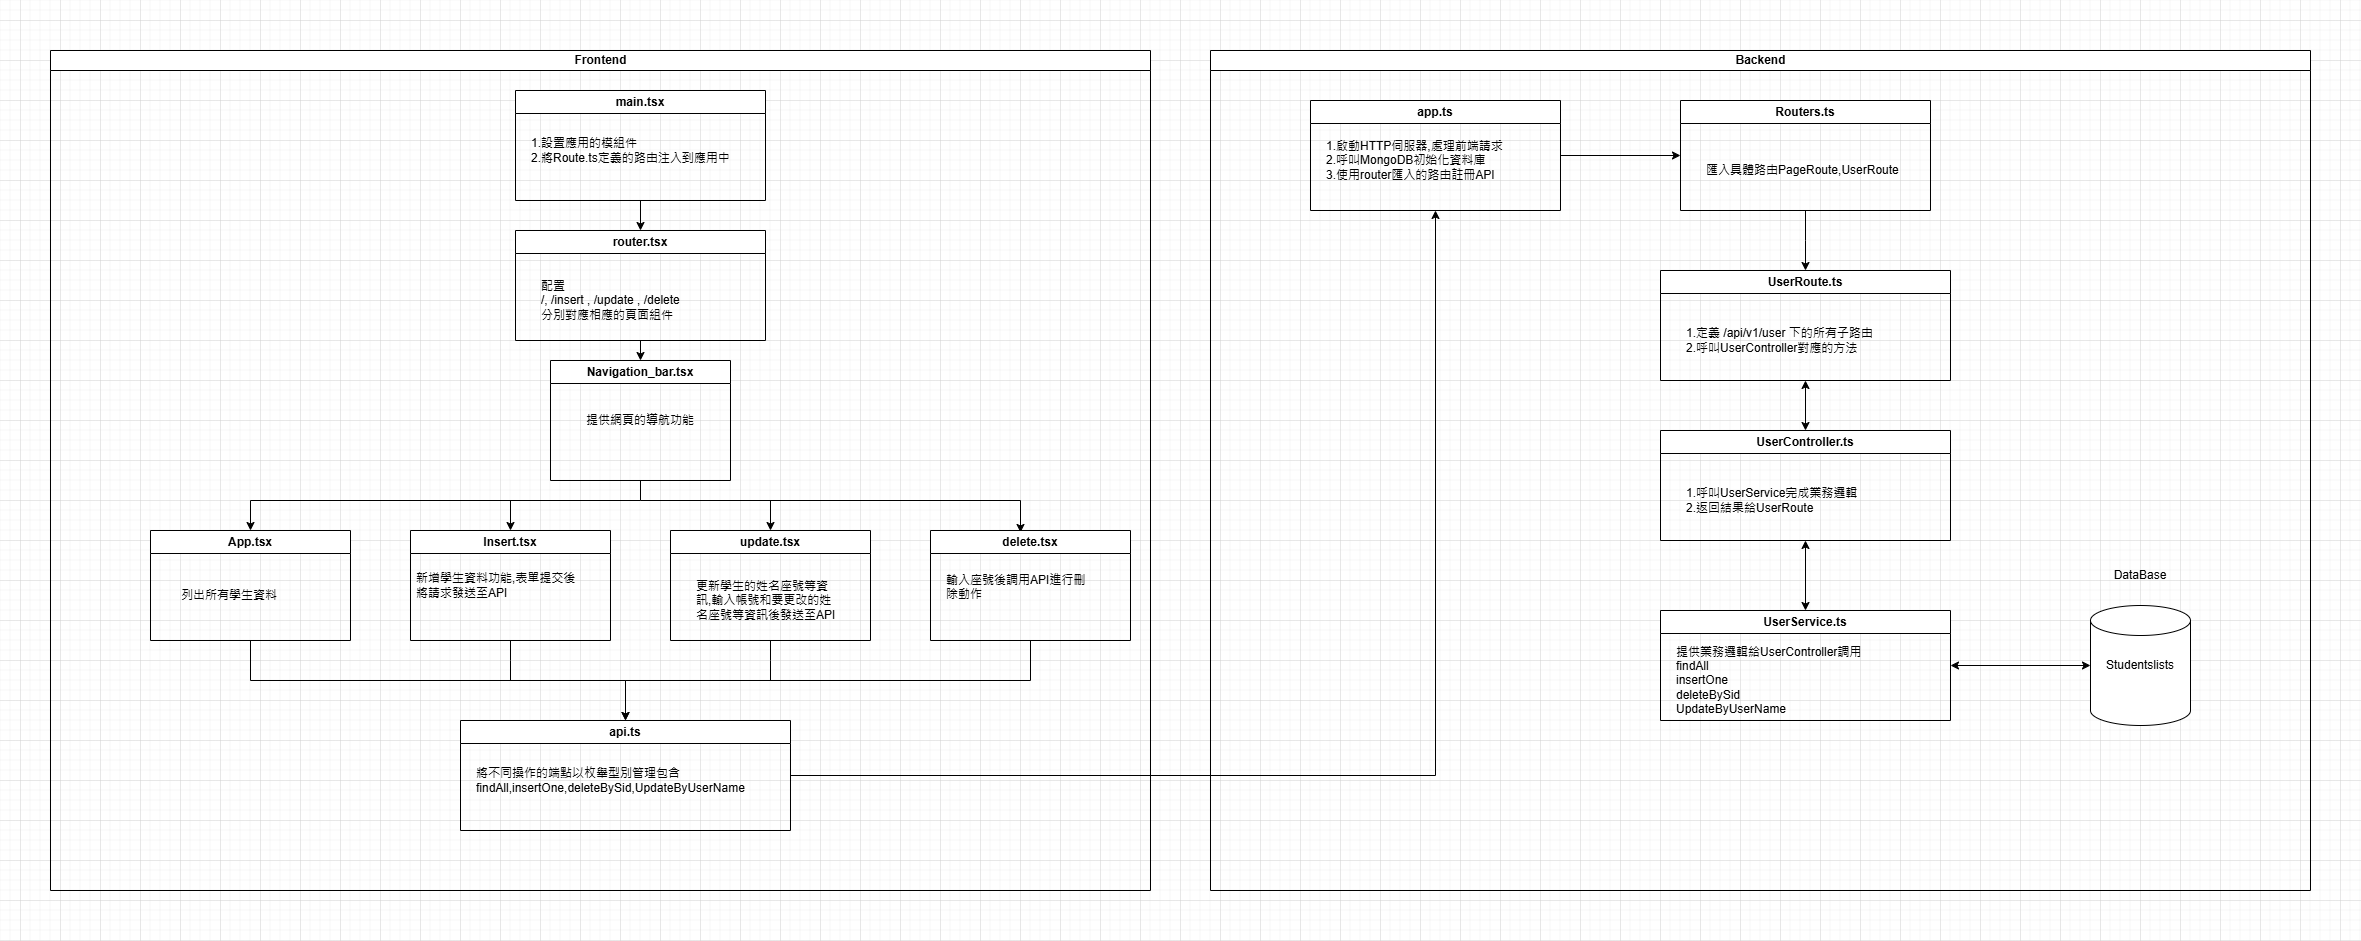 Frontend
main.tsx
1.設置應用的模組件
2.將Route.ts定義的路由注入到應用中
router.tsx
配置
/, /insert , /update , /delete
分別對應相應的頁面組件
Navigation_bar.tsx
提供網頁的導航功能
App.tsx
列出所有學生資料
Insert.tsx
新增學生資料功能,表單提交後
將請求發送至API
update.tsx
更新學生的姓名座號等資
訊,輸入帳號和要更改的姓
名座號等資訊後發送至API
delete.tsx
輸入座號後調用API進行刪
除動作
api.ts
將不同操作的端點以枚舉型別管理包含
findAll,insertOne,deleteBySid,UpdateByUserName
Backend
app.ts
1.啟動HTTP伺服器,處理前端請求
2.呼叫MongoDB初始化資料庫
3.使用router匯入的路由註冊API
Routers.ts
匯入具體路由PageRoute,UserRoute
UserRoute.ts
1.定義 /api/v1/user 下的所有子路由
2.呼叫UserController對應的方法
UserController.ts
1.呼叫UserService完成業務邏輯
2.返回結果給UserRoute
UserService.ts
提供業務邏輯給UserController調用
findAll
insertOne
deleteBySid
UpdateByUserName
DataBase
Studentslists